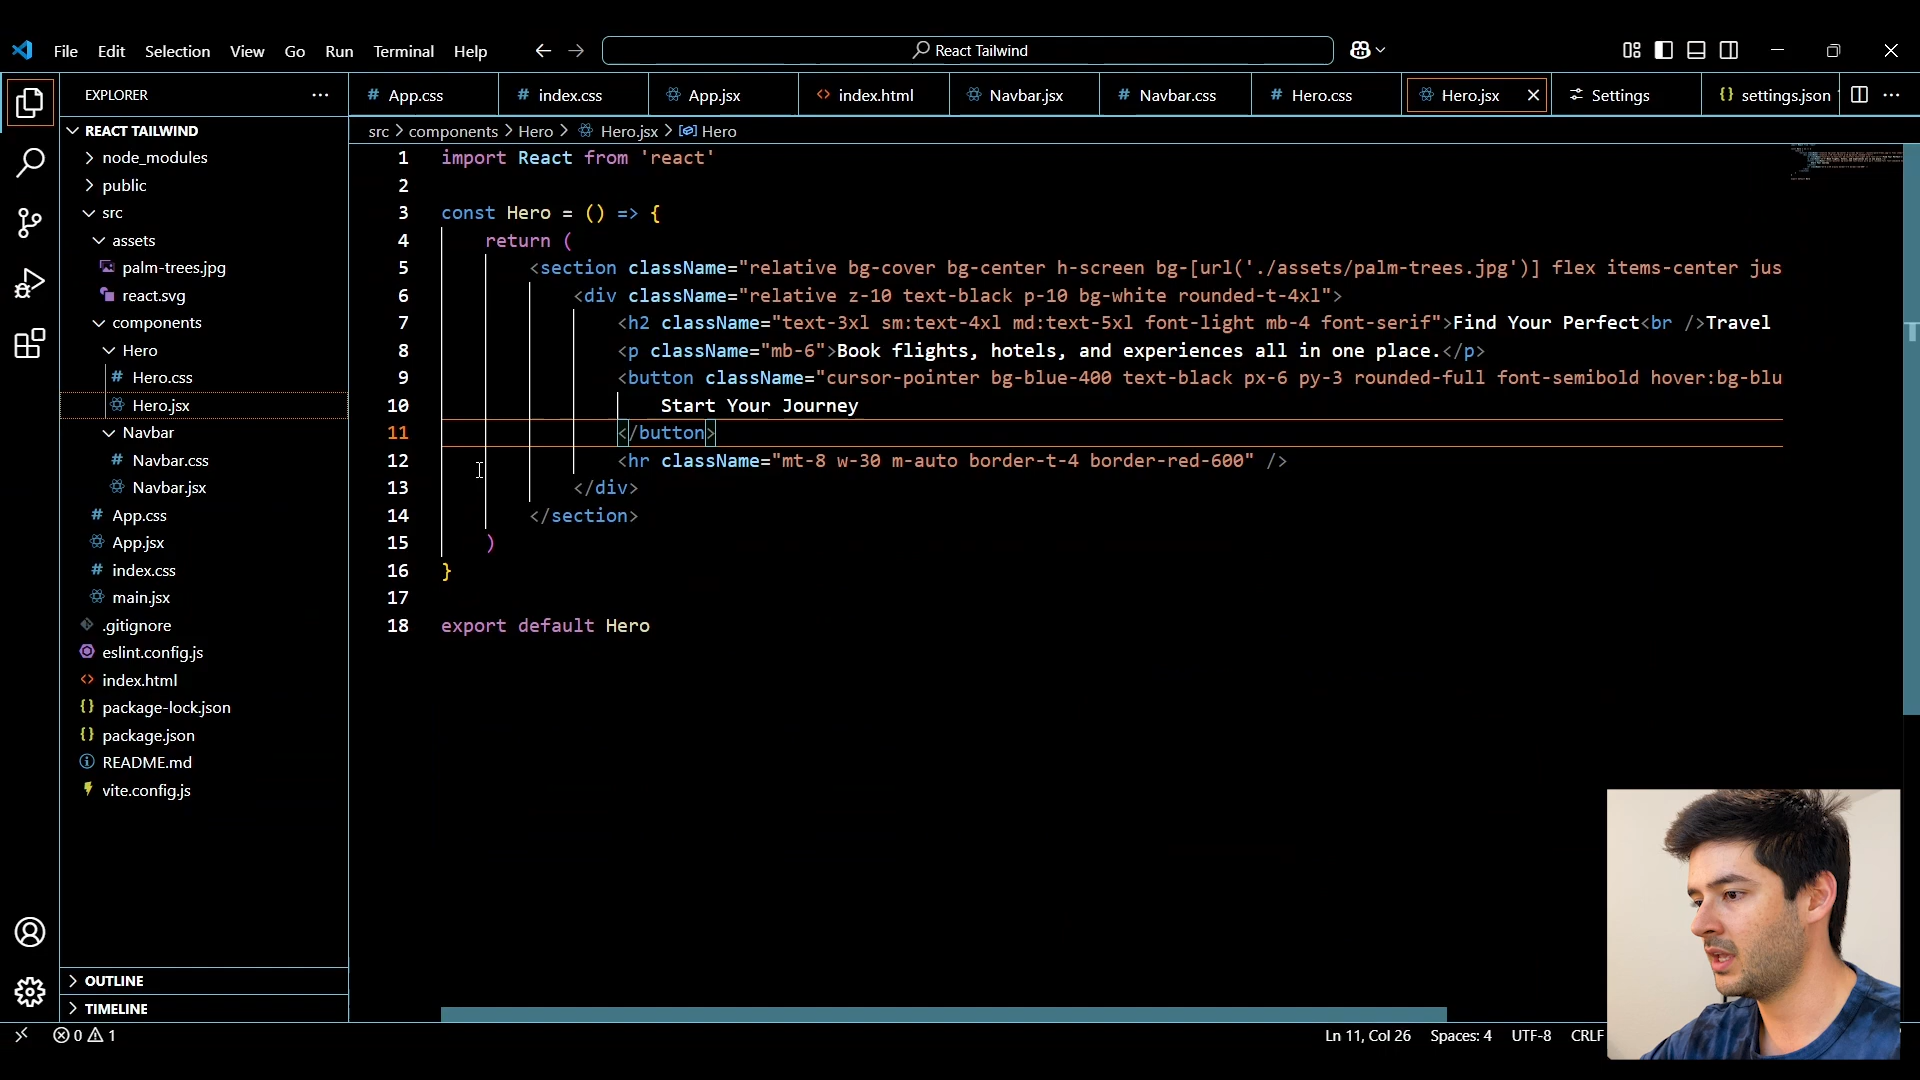 File Edit Selection View Go Run Terminal Help React Tailwind
EXPLORER
App.css index.css App.jsx index.html Navbar.jsx Navbar.css Hero.css Hero.jsx Settings settings.json
src > components > Hero > Hero.jsx > Hero
REACT TAILWIND
node_modules
public
src
assets
palm-trees.jpg
react.svg
components
Hero
Hero.css
Hero.jsx
Navbar
Navbar.css
Navbar.jsx
App.css
App.jsx
index.css
main.jsx
.gitignore
eslint.config.js
index.html
package-lock.json
package.json
README.md
vite.config.js
OUTLINE
TIMELINE
1 import React from 'react'
2
3 const Hero = () => {
4 return (
5 <section className="relative bg-cover bg-center h-screen bg-[url('./assets/palm-trees.jpg')] flex items-center jus
6 <div className="relative z-10 text-black p-10 bg-white rounded-t-4xl">
7 <h2 className="text-3xl sm:text-4xl md:text-5xl font-light mb-4 font-serif">Find Your Perfect<br />Travel
8 <p className="mb-6">Book flights, hotels, and experiences all in one place.</p>
9 <button className="cursor-pointer bg-blue-400 text-black px-6 py-3 rounded-full font-semibold hover:bg-blu
10 Start Your Journey
11 </button>
12 <hr className="mt-8 w-30 m-auto border-t-4 border-red-600" />
13 </div>
14 </section>
15 )
16 }
17
18 export default Hero
0 1 Ln 11, Col 26 Spaces: 4 UTF-8 CRLF